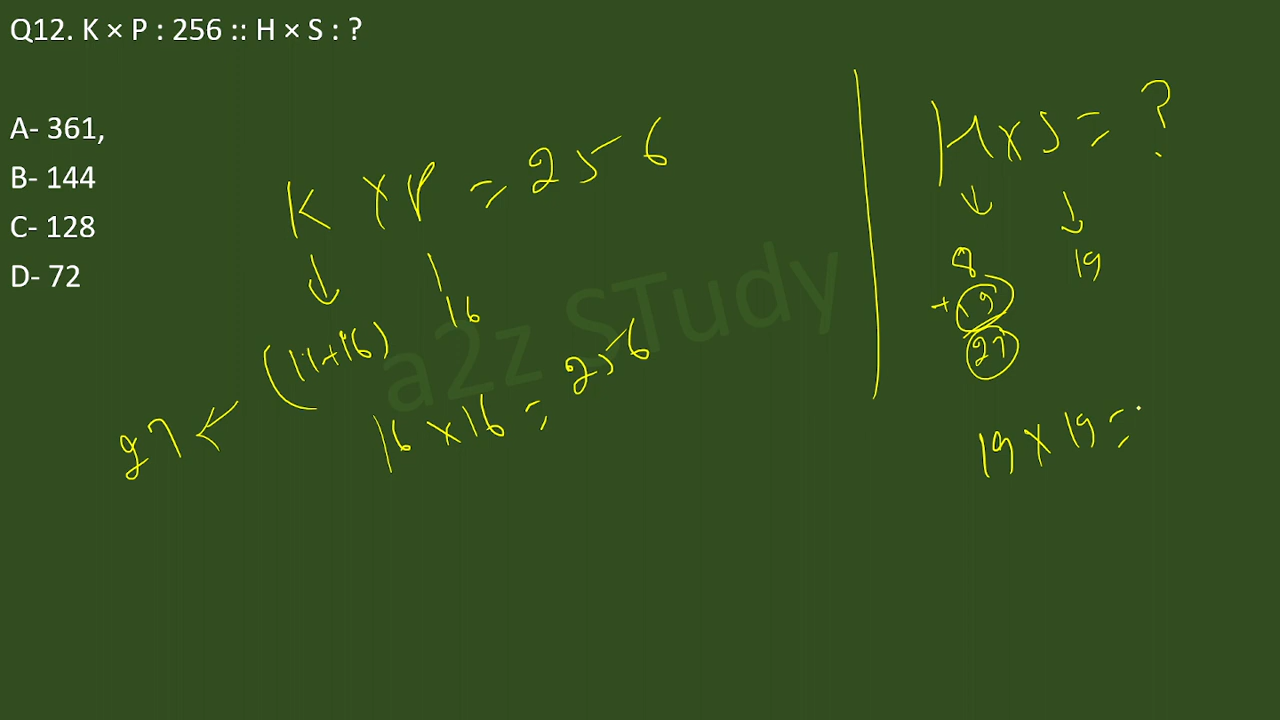 Q12. K × P : 256 :: H × S : ?
A- 361,
B- 144
C- 128
D- 72
K × P = 256
16
(11+16)
27
16 × 16 = 256
H × S = ?
8
19
+ 19
27
19 × 19 =
a2z STudy